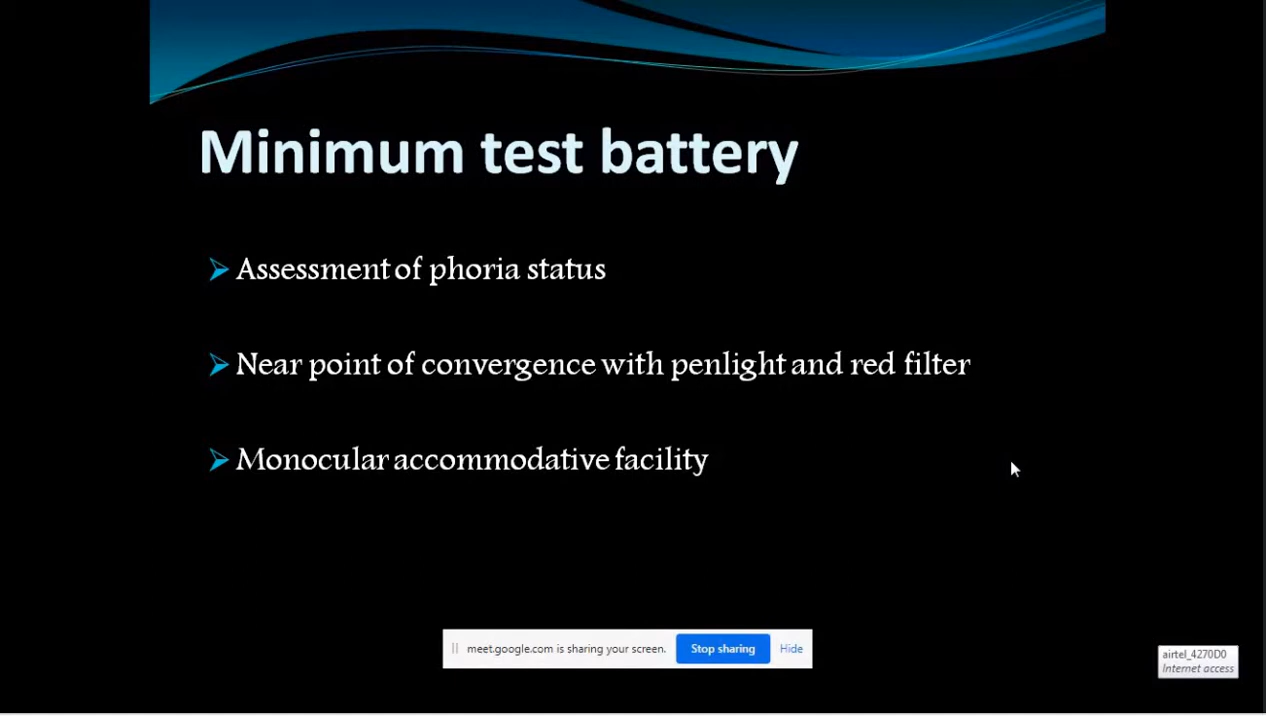 Minimum test battery
Assessment of phoria status
Near point of convergence with penlight and red filter
Monocular accommodative facility
meet.google.com is sharing your screen. Stop sharing Hide
airtel_4270D0
Internet access